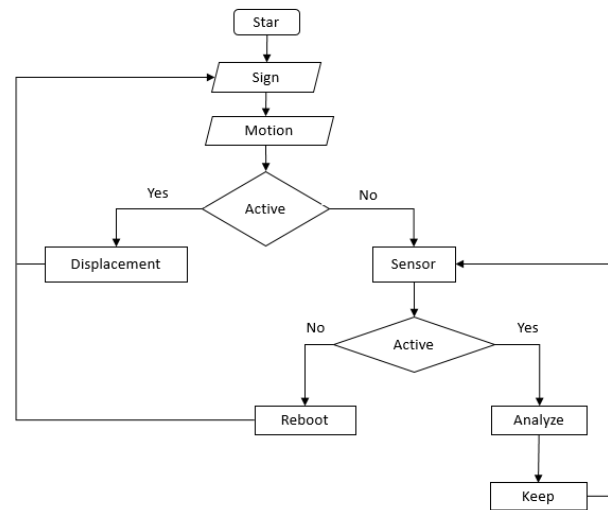 Star
Sign
Motion
Yes
Active
No
Displacement
Sensor
No
Active
Yes
Reboot
Analyze
Keep